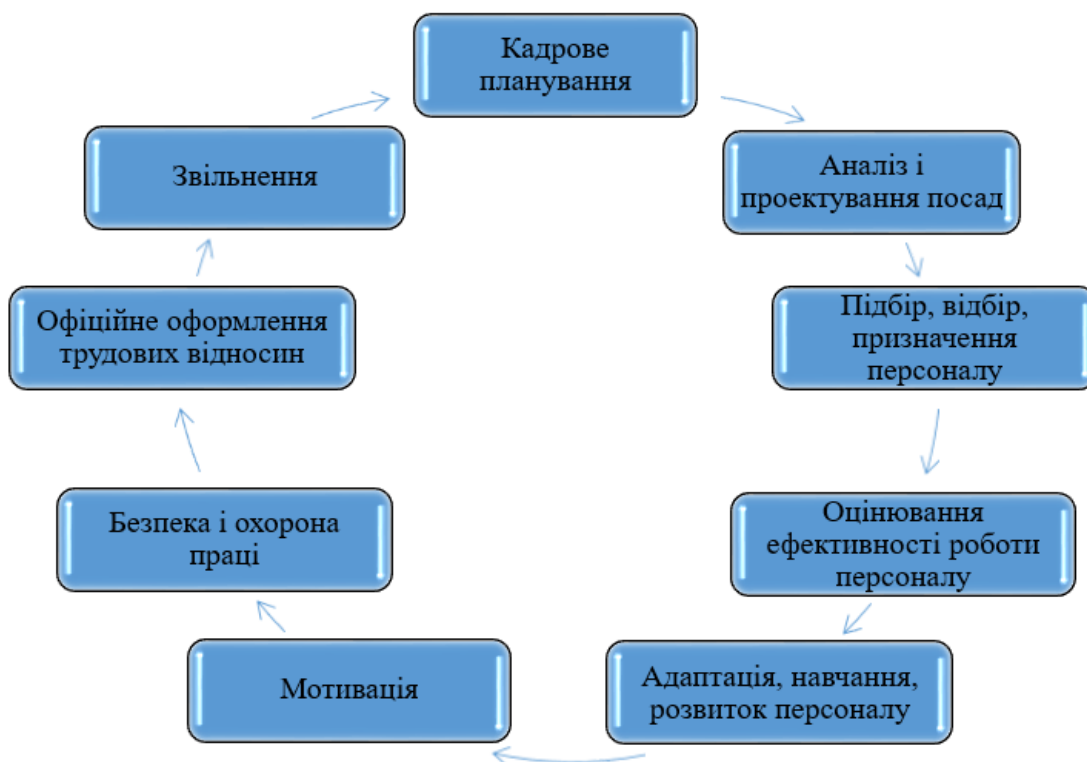 Кадрове
планування
Аналіз і
проектування посад
Підбір, відбір,
призначення
персоналу
Оцінювання
ефективності роботи
персоналу
Адаптація, навчання,
розвиток персоналу
Мотивація
Безпека і охорона
праці
Офіційне оформлення
трудових відносин
Звільнення